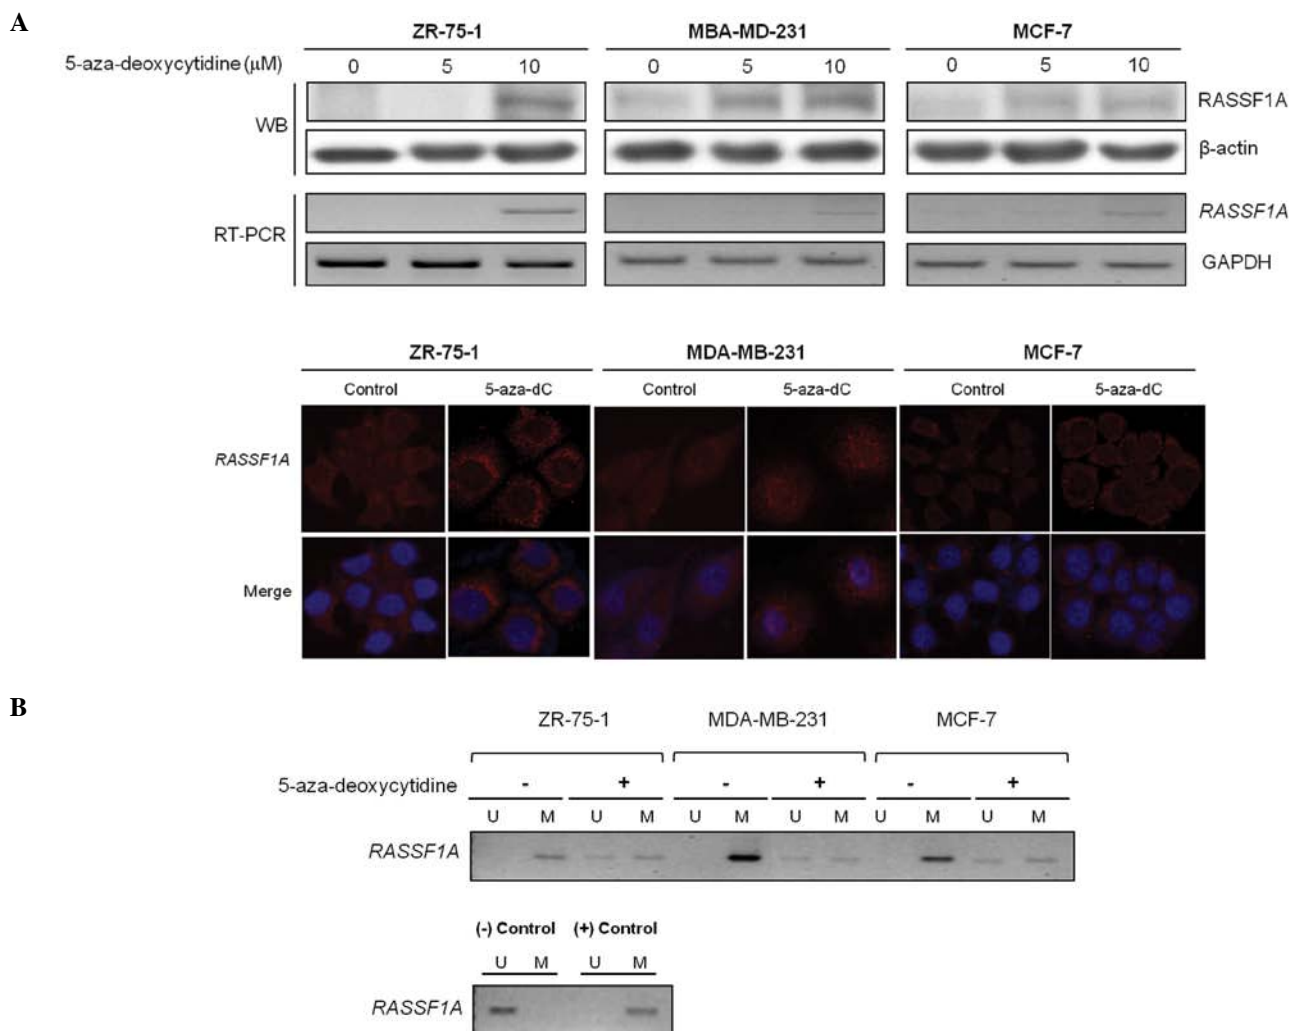 A
ZR-75-1 MBA-MD-231 MCF-7
5-aza-deoxycytidine (µM) 0 5 10 0 5 10 0 5 10
WB
RASSF1A
β-actin
RT-PCR
RASSF1A
GAPDH
ZR-75-1 MDA-MB-231 MCF-7
Control 5-aza-dC Control 5-aza-dC Control 5-aza-dC
RASSF1A
Merge
B
ZR-75-1 MDA-MB-231 MCF-7
5-aza-deoxycytidine - + - + - +
U M U M U M U M U M U M
RASSF1A
(-) Control (+) Control
U M U M
RASSF1A